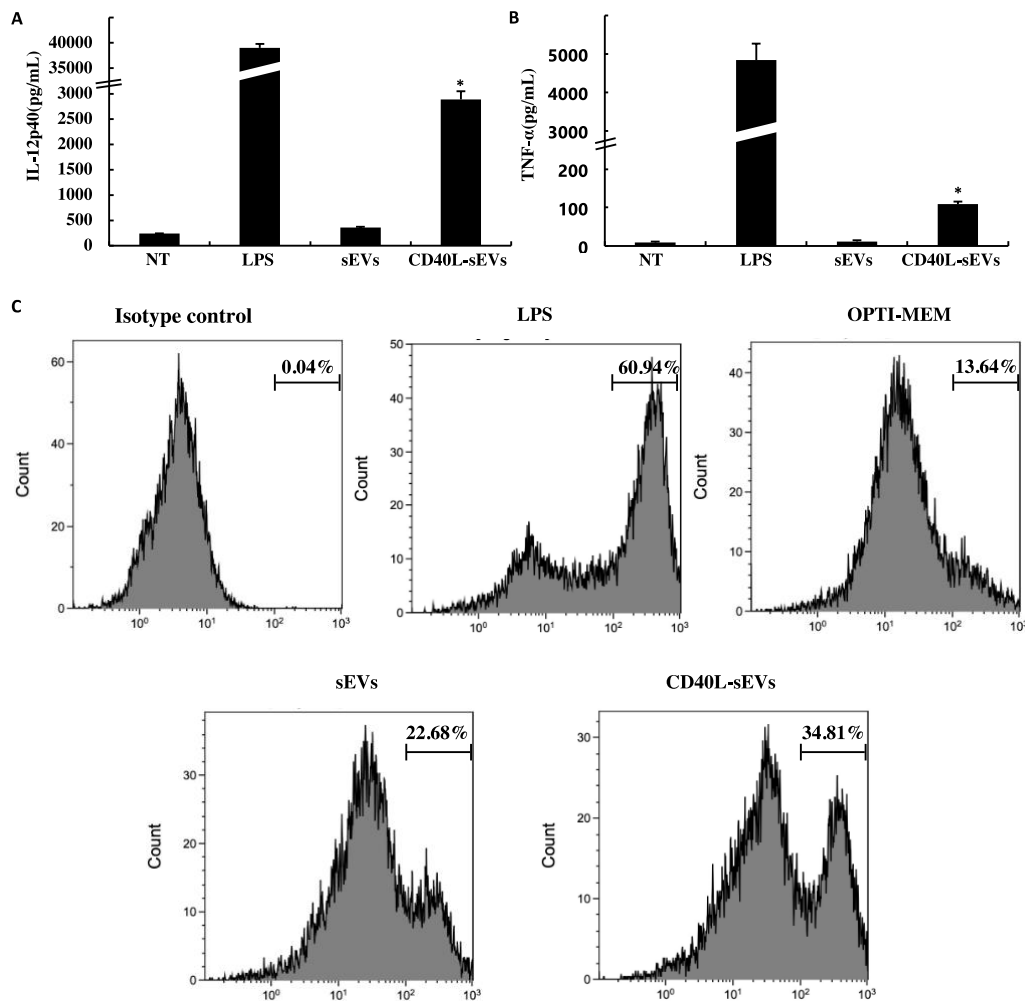 A
IL-12p40(pg/mL)
40000
35000
3000
2500
2000
1500
1000
500
0
NT LPS sEVs CD40L-sEVs
*
B
TNF-α(pg/mL)
5000
4000
3000
200
100
0
NT LPS sEVs CD40L-sEVs
*
C
Isotype control
0.04%
Count
60
40
20
0
10⁰ 10¹ 10² 10³
LPS
60.94%
Count
50
40
30
20
10
0
10⁰ 10¹ 10² 10³
OPTI-MEM
13.64%
Count
40
30
20
10
0
10⁰ 10¹ 10² 10³
sEVs
22.68%
Count
30
20
10
0
10⁰ 10¹ 10² 10³
CD40L-sEVs
34.81%
Count
30
20
10
0
10⁰ 10¹ 10² 10³